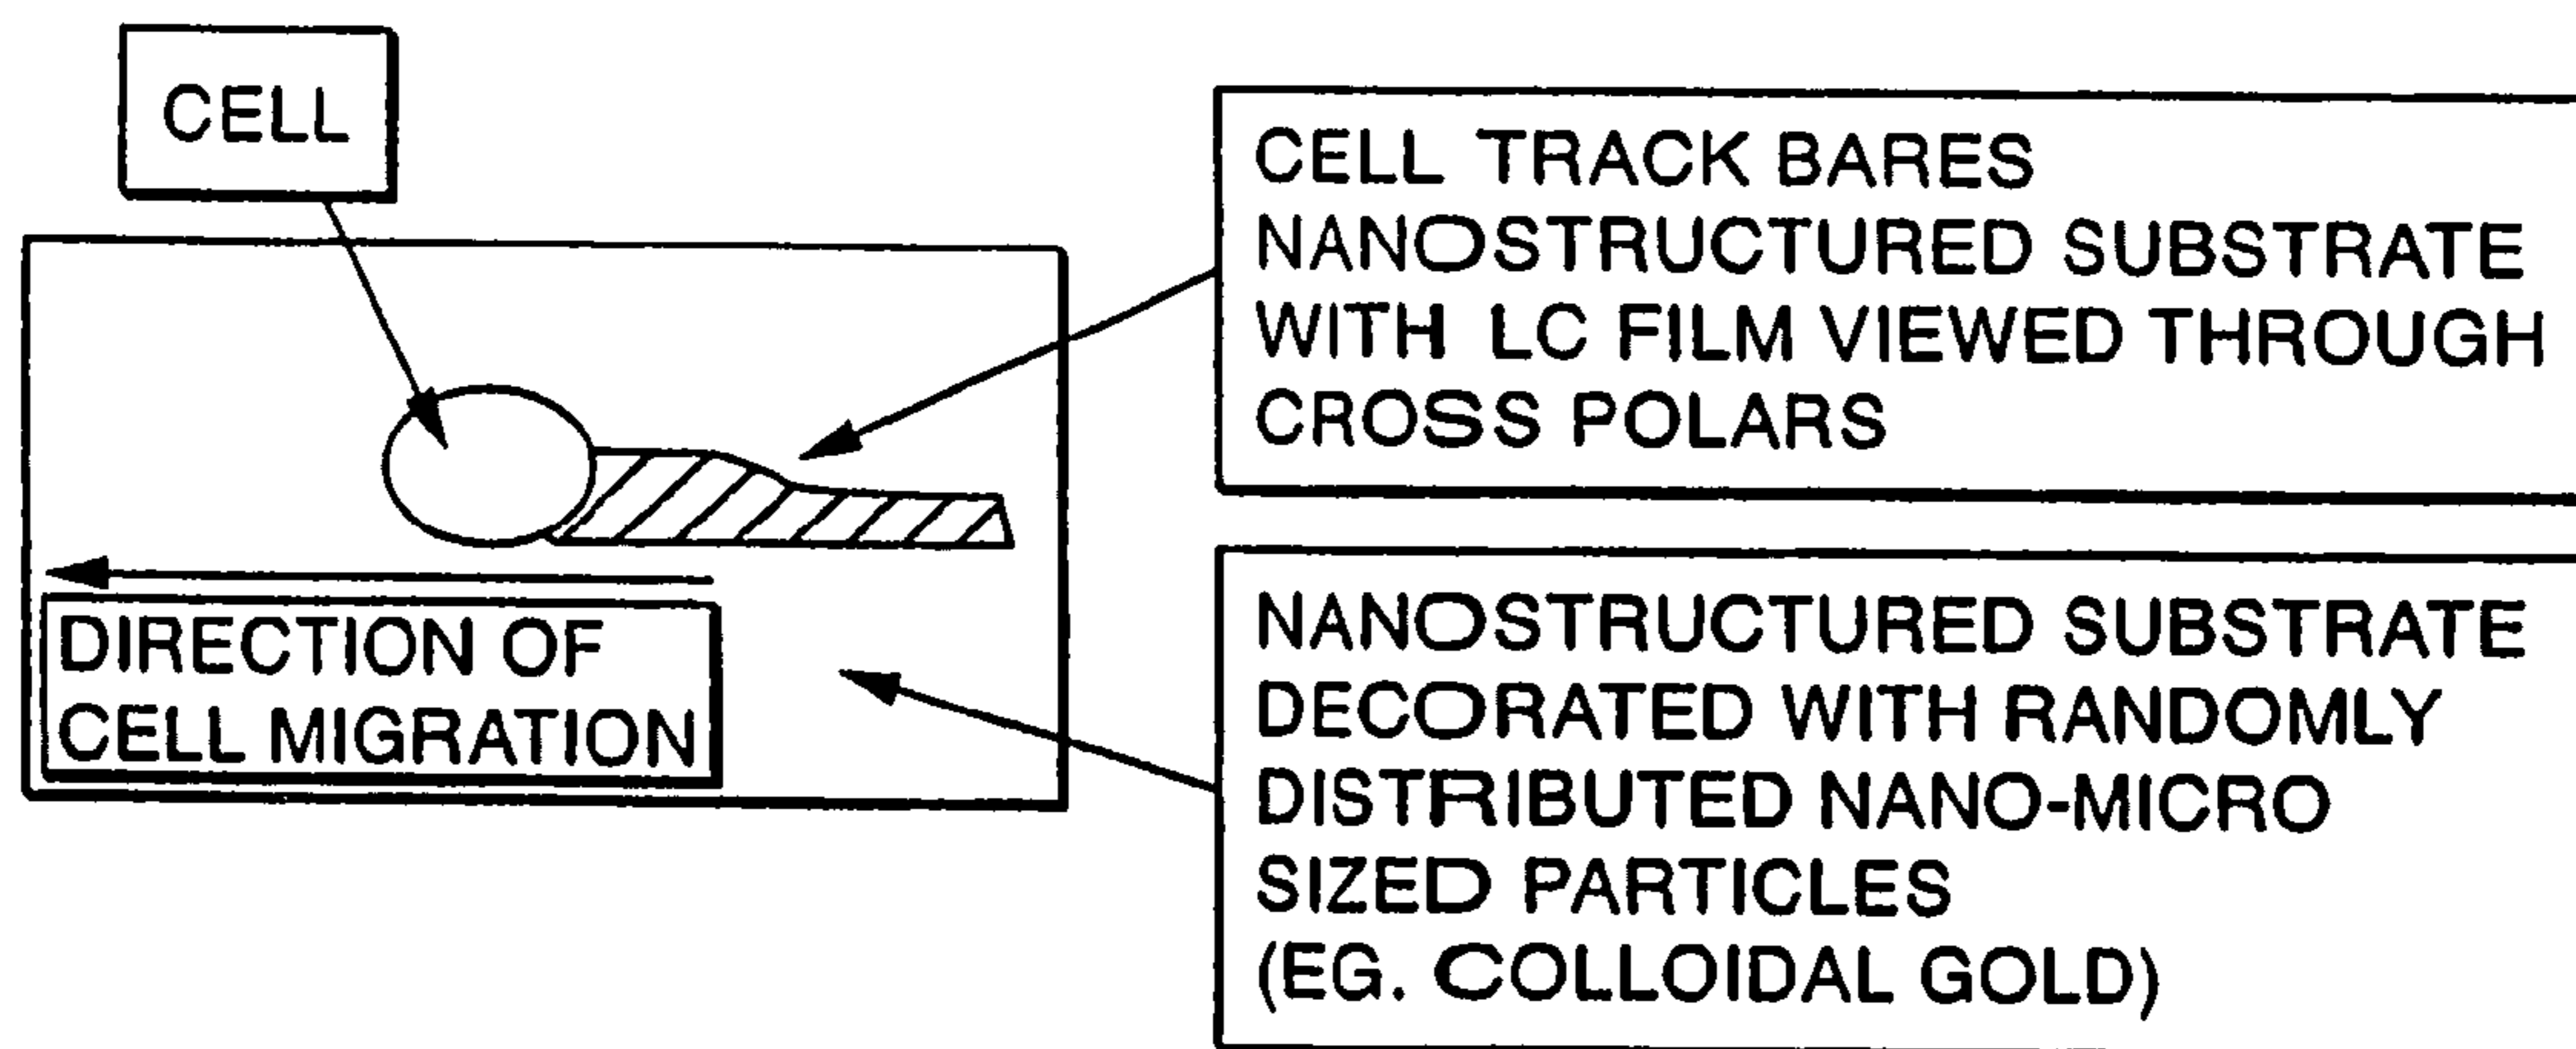 CELL
CELL TRACK BARES
NANOSTRUCTURED SUBSTRATE
WITH LC FILM VIEWED THROUGH
CROSS POLARS
DIRECTION OF
CELL MIGRATION
NANOSTRUCTURED SUBSTRATE
DECORATED WITH RANDOMLY
DISTRIBUTED NANO-MICRO
SIZED PARTICLES
(EG. COLLOIDAL GOLD)